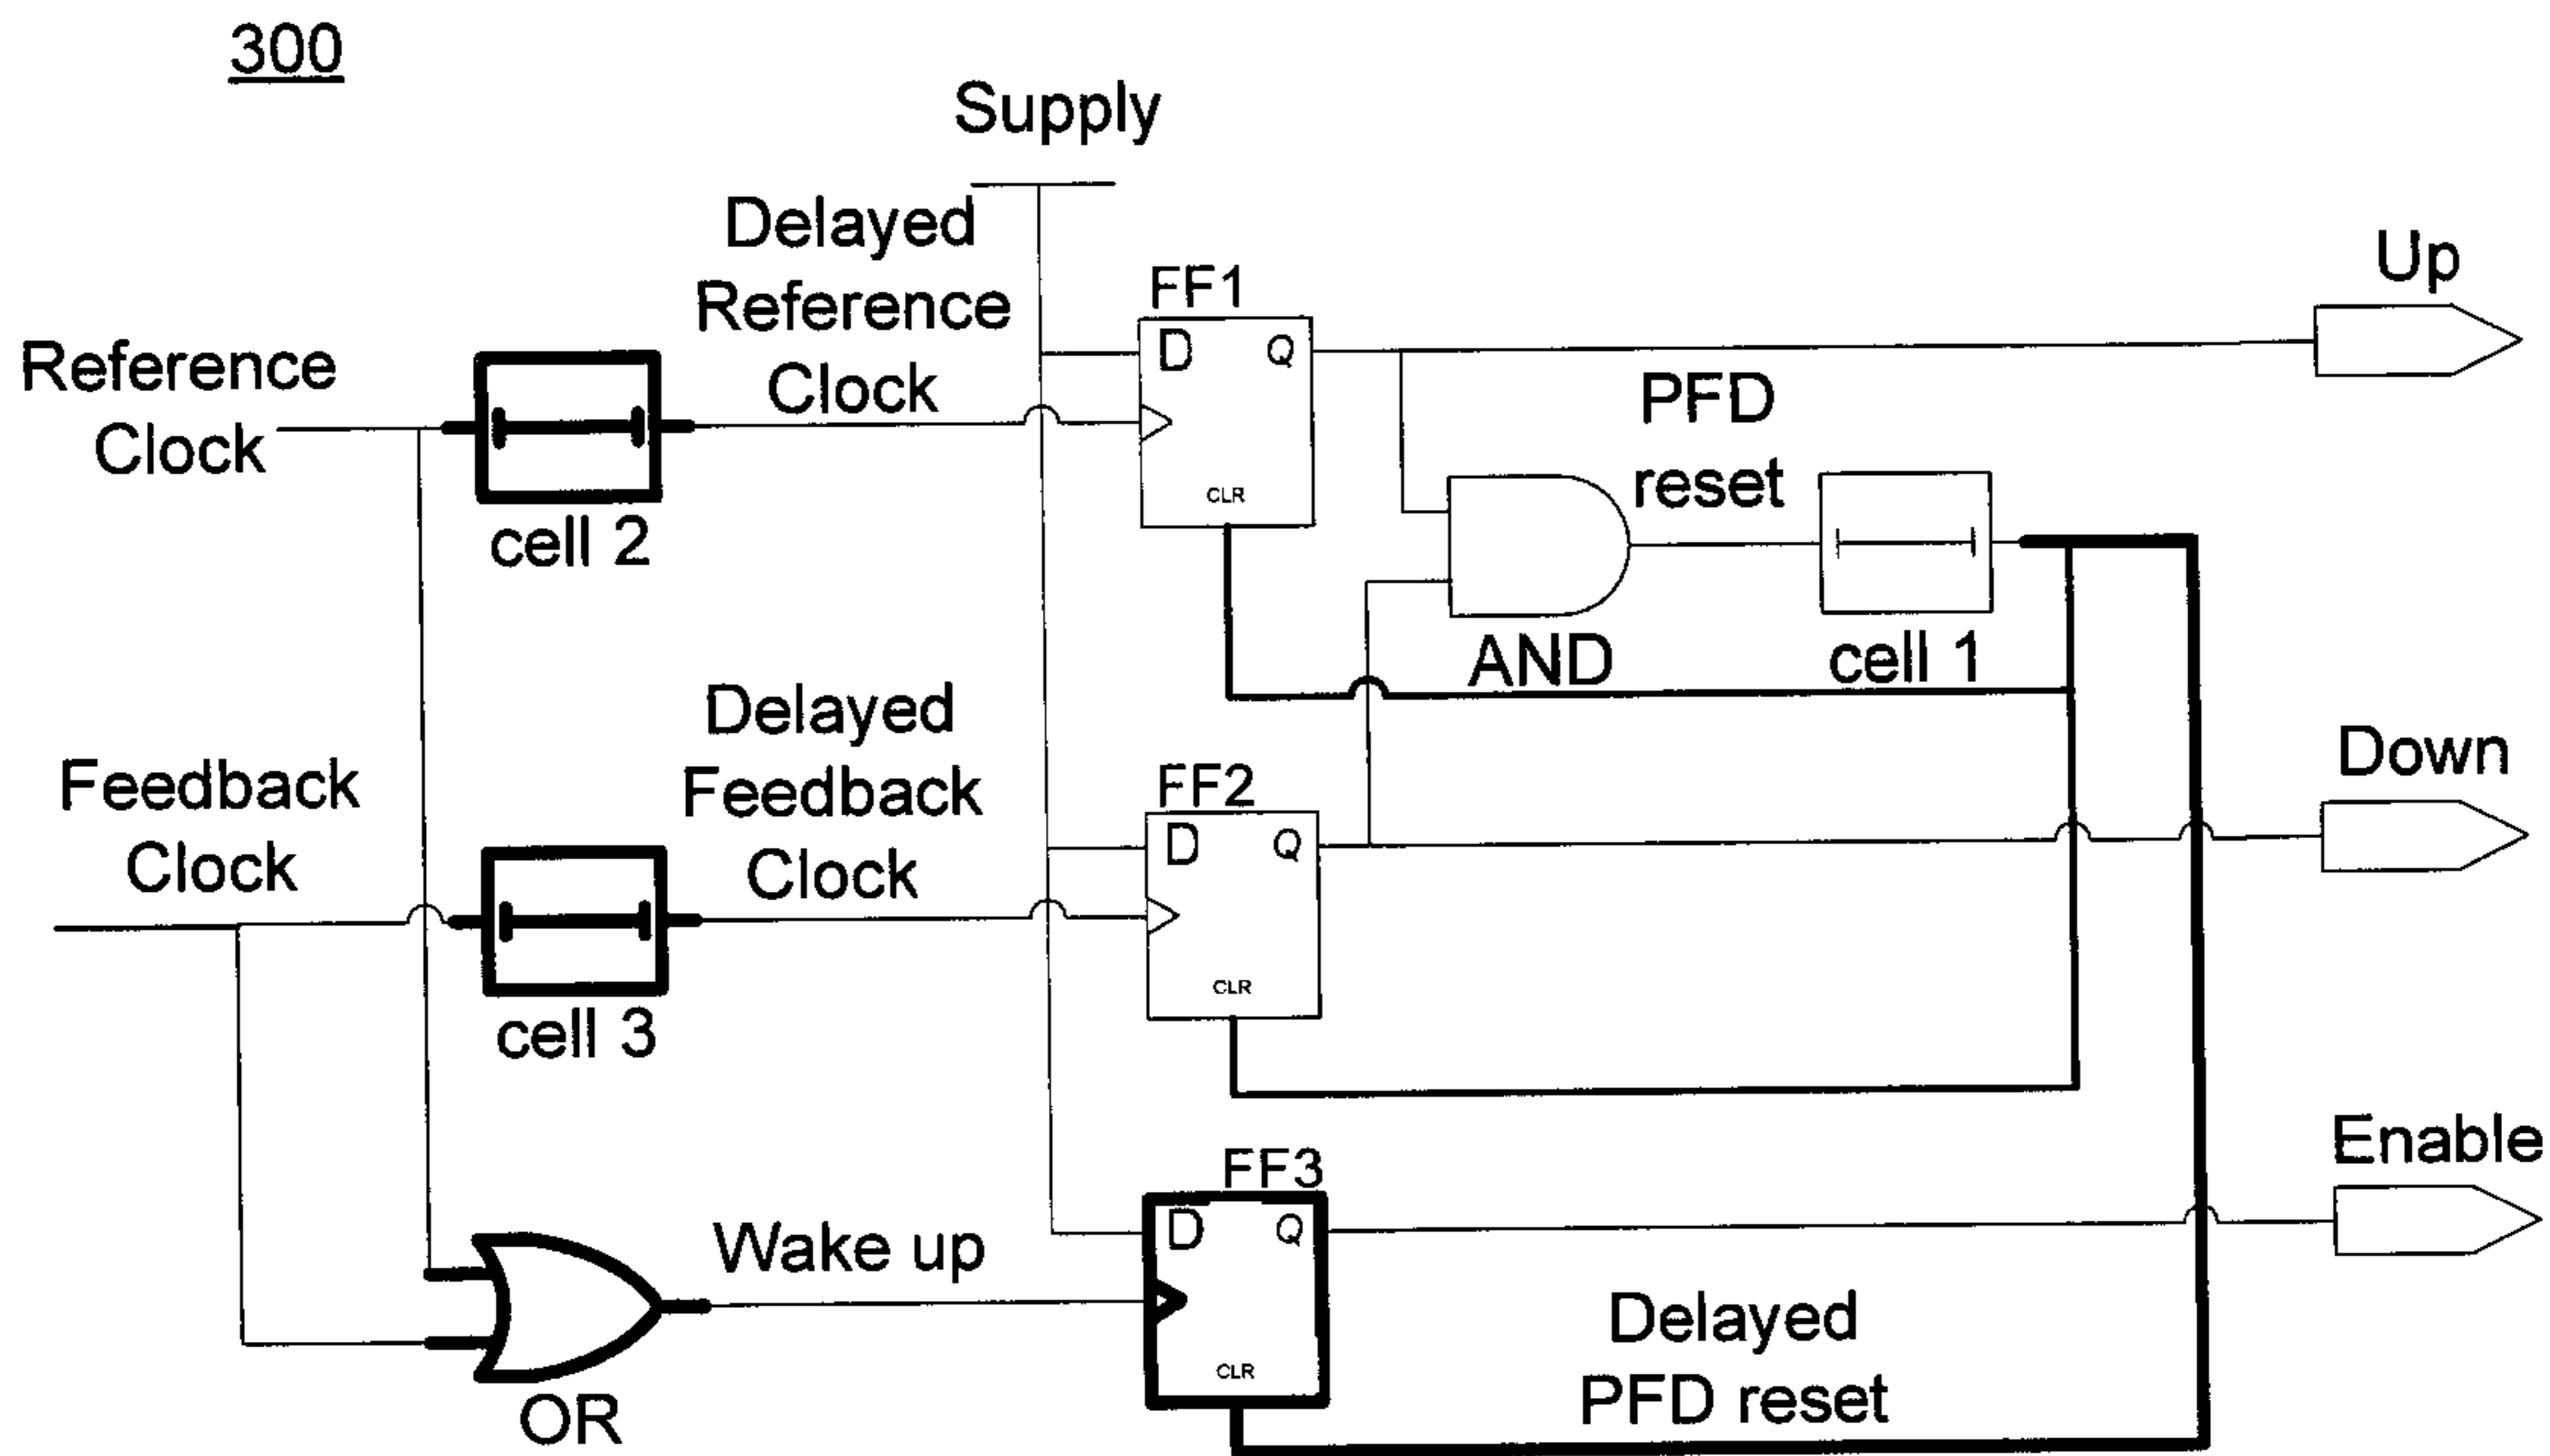 300
Supply
Delayed
Reference
Clock
Reference
Clock
cell 2
FF1
D
Q
CLR
Up
PFD
reset
AND
cell 1
Feedback
Clock
Delayed
Feedback
Clock
cell 3
FF2
D
Q
CLR
Down
Wake up
OR
FF3
D
Q
CLR
Enable
Delayed
PFD reset